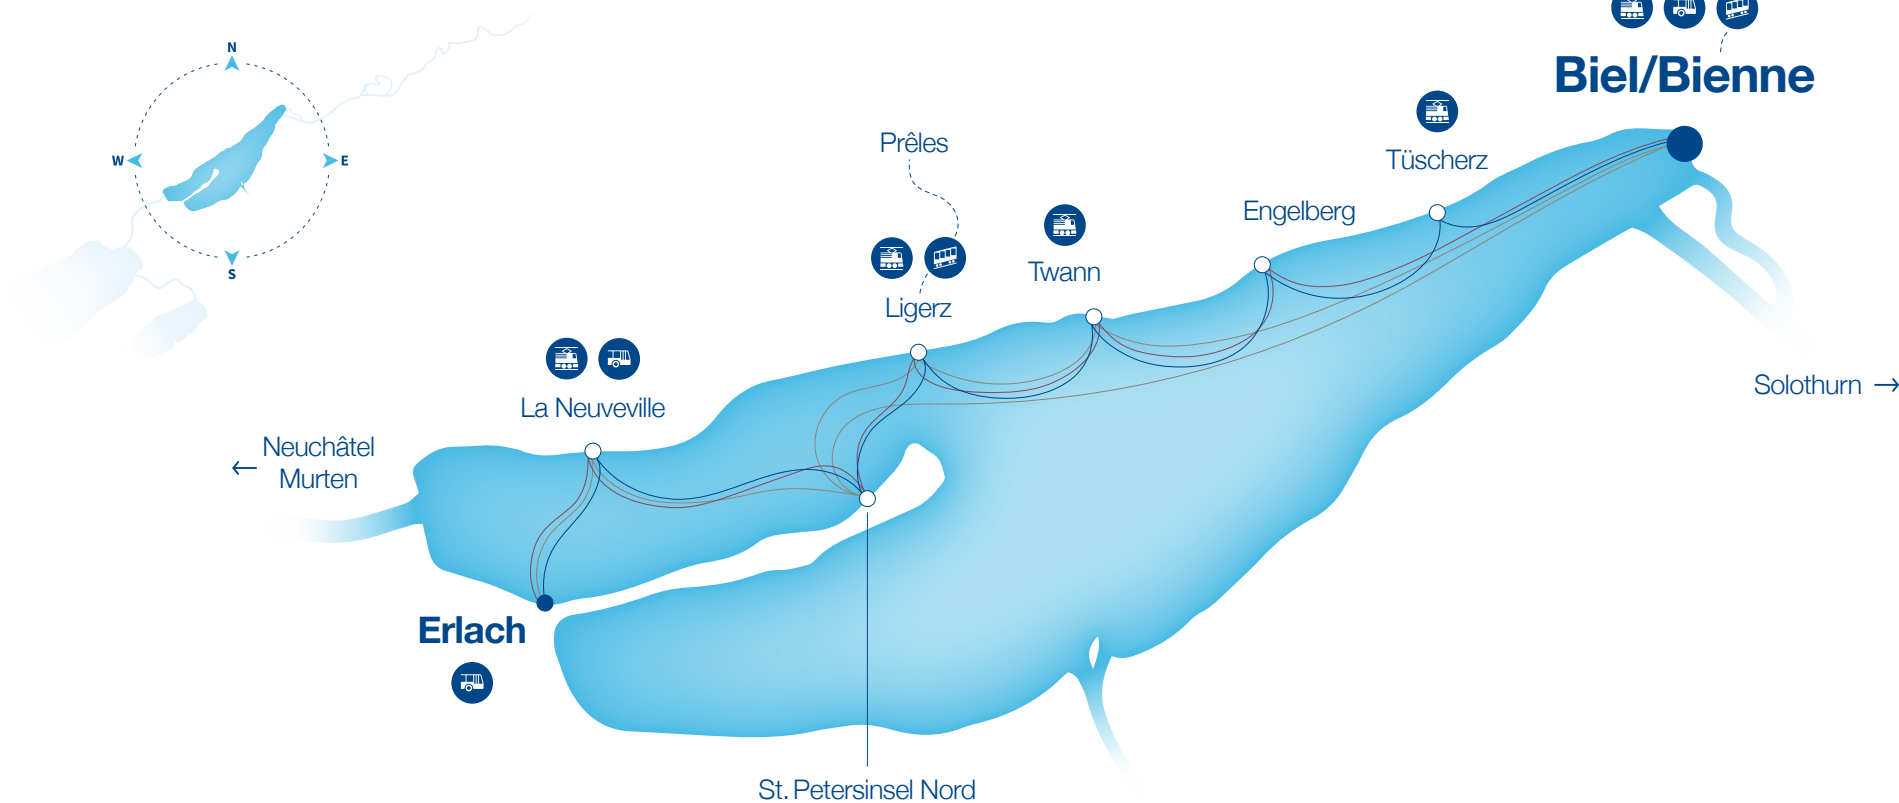 N
W
E
S
Biel/Bienne
Prêles
Tüscherz
Engelberg
Twann
Ligerz
La Neuveville
Solothurn →
← Neuchâtel
Murten
Erlach
St. Petersinsel Nord